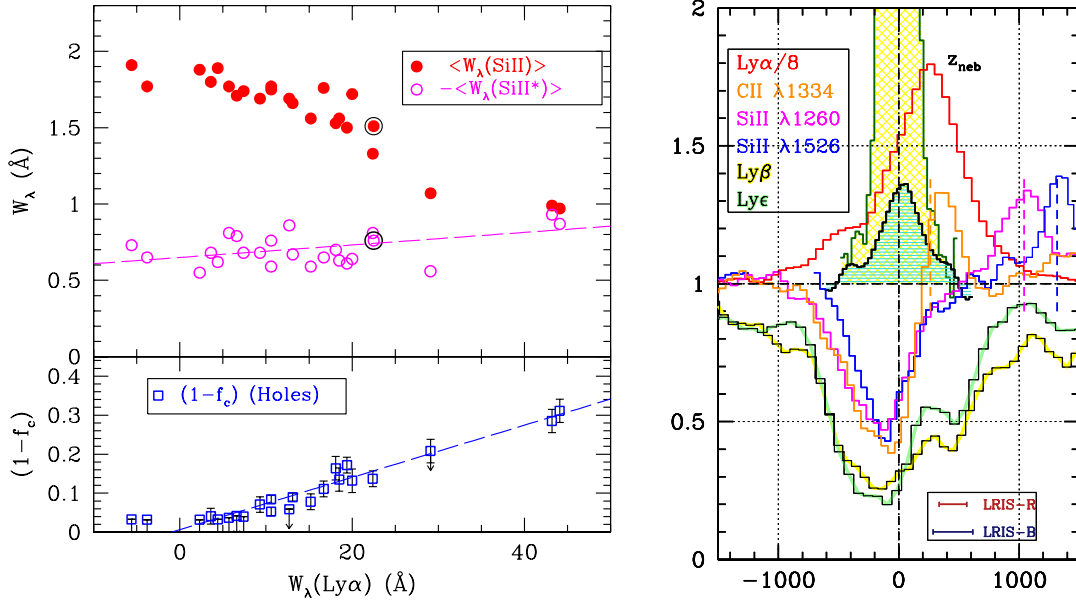 2
1.5
1
0.5
0
W_λ (Å)
<W_λ(SiII)>
−<W_λ(SiII*)>
0.4
0.3
0.2
0.1
0
(1−f_c)
(1−f_c) (Holes)
0
20
40
W_λ(Lyα) (Å)
2
1.5
1
0.5
0
Lyα/8
CII λ1334
SiII λ1260
SiII λ1526
Lyβ
Lyϵ
z_neb
LRIS−R
LRIS−B
−1000
0
1000